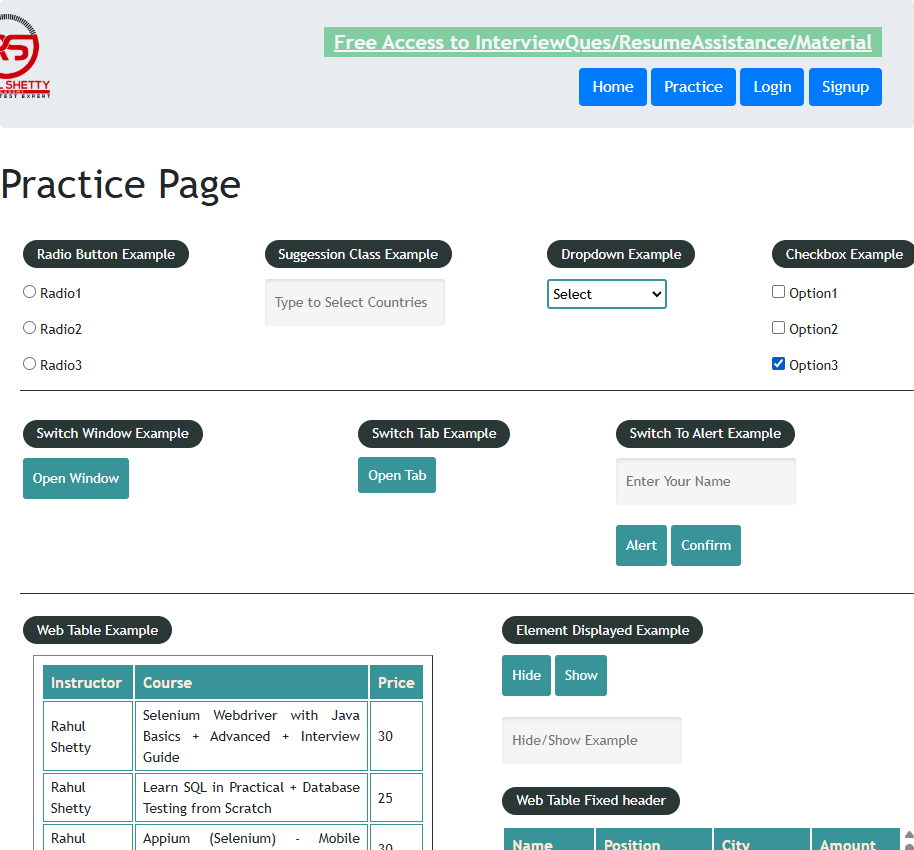 RS
L SHETTY
ACADEMY
TEST EXPERT
Free Access to InterviewQues/ResumeAssistance/Material
Home Practice Login Signup
Practice Page
Radio Button Example
Radio1
Radio2
Radio3
Suggession Class Example
Type to Select Countries
Dropdown Example
Select
Checkbox Example
Option1
Option2
Option3
Switch Window Example
Open Window
Switch Tab Example
Open Tab
Switch To Alert Example
Enter Your Name
Alert Confirm
Web Table Example
Instructor Course Price
Rahul Shetty Selenium Webdriver with Java Basics + Advanced + Interview Guide 30
Rahul Shetty Learn SQL in Practical + Database Testing from Scratch 25
Rahul Appium (Selenium) - Mobile 30
Element Displayed Example
Hide Show
Hide/Show Example
Web Table Fixed header
Name Position City Amount